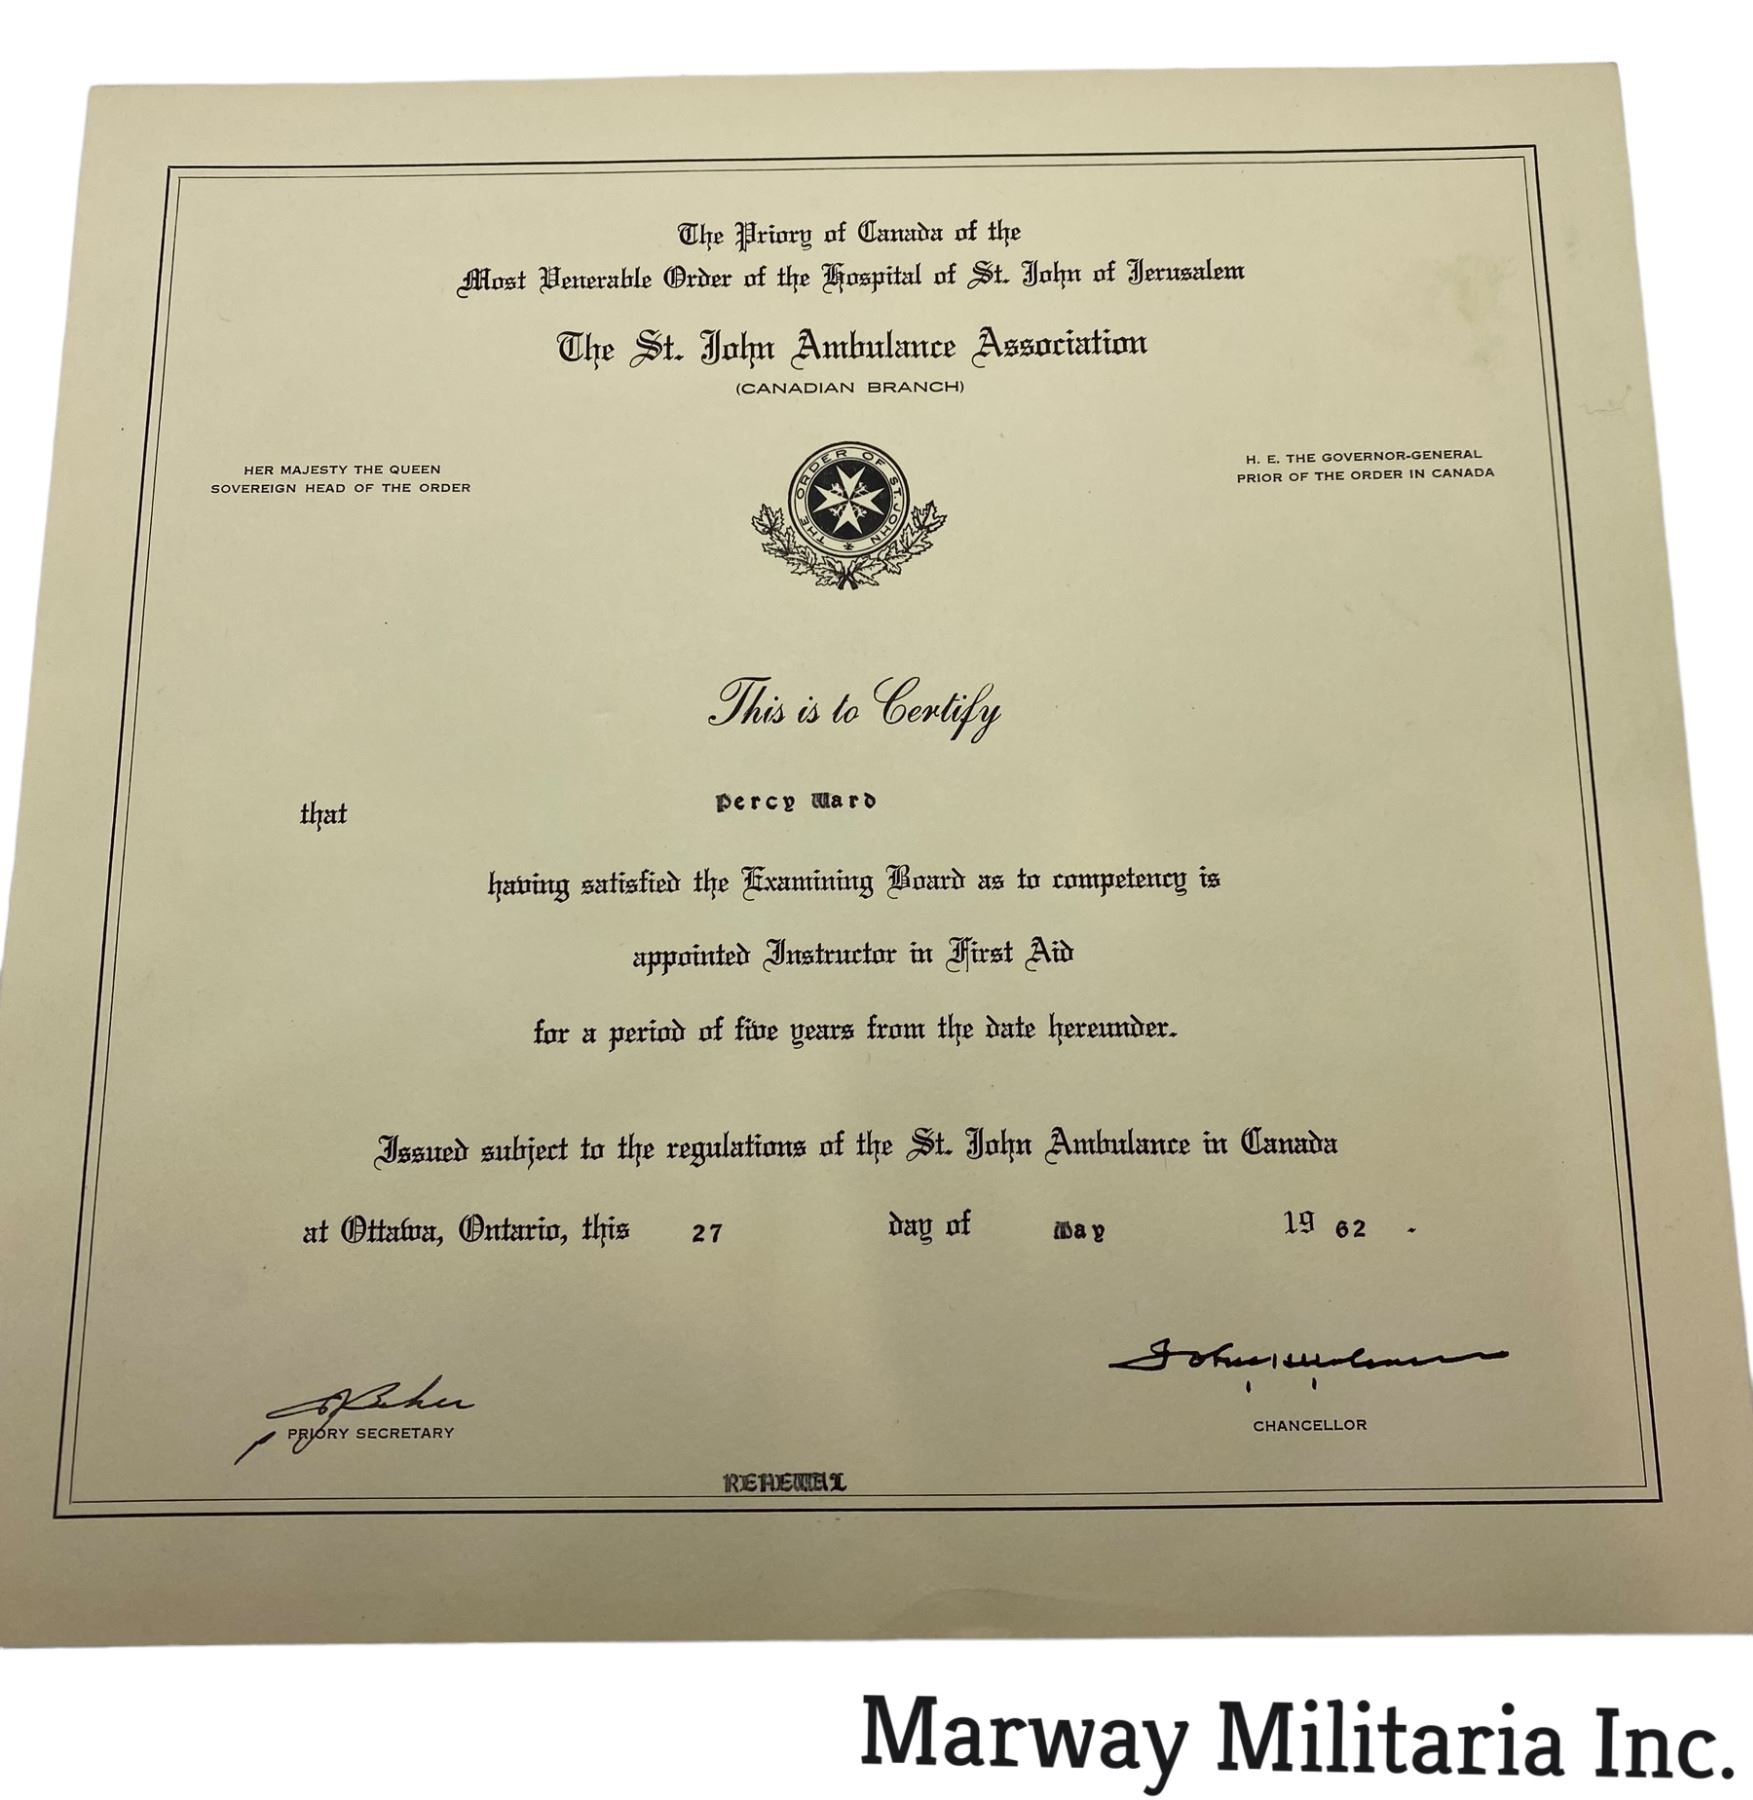 The Priory of Canada of the
Most Venerable Order of the Hospital of St. John of Jerusalem
The St. John Ambulance Association
(CANADIAN BRANCH)
HER MAJESTY THE QUEEN
SOVEREIGN HEAD OF THE ORDER
H. E. THE GOVERNOR-GENERAL
PRIOR OF THE ORDER IN CANADA
THE ORDER OF ST. JOHN
This is to Certify
that Percy Ward
having satisfied the Examining Board as to competency is
appointed Instructor in First Aid
for a period of five years from the date hereunder.
Issued subject to the regulations of the St. John Ambulance in Canada
at Ottawa, Ontario, this 27 day of May 19 62 .
PRIORY SECRETARY
CHANCELLOR
RENEWAL
Marway Militaria Inc.